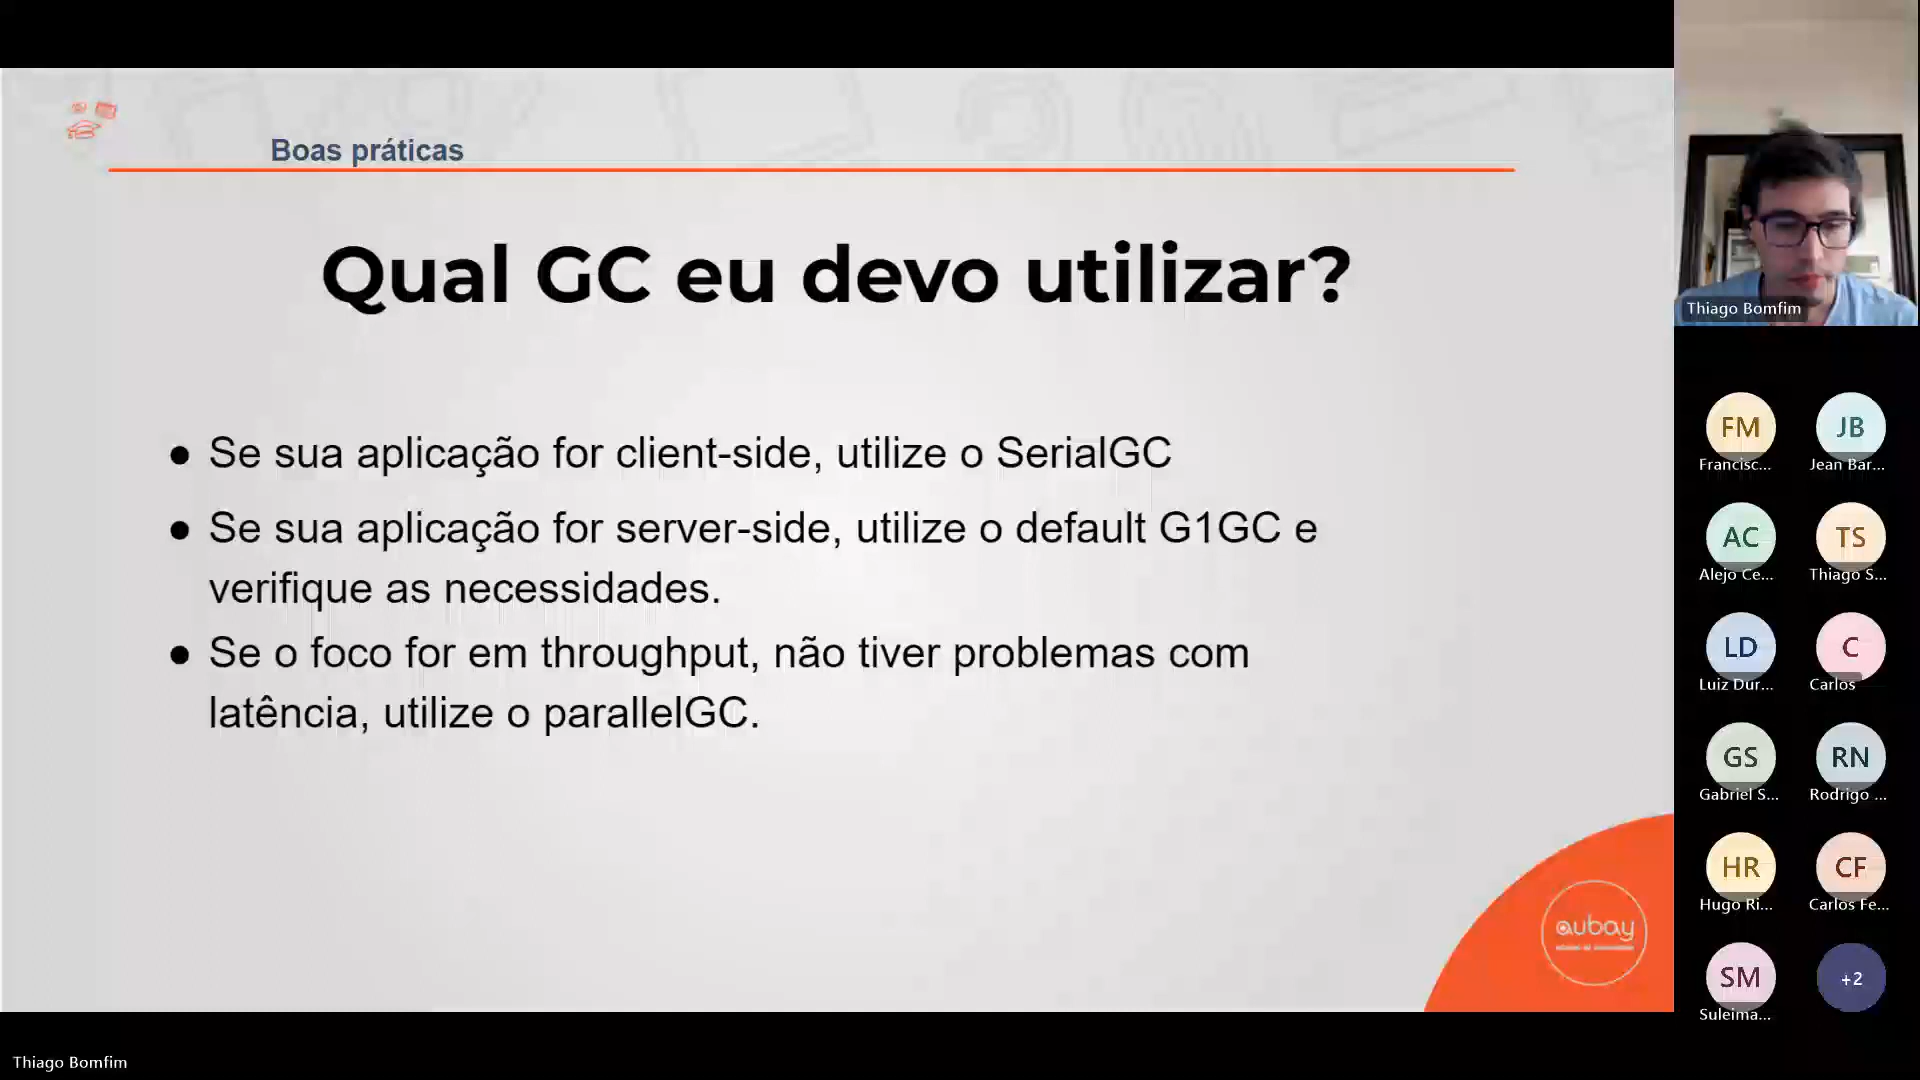 Boas práticas
Qual GC eu devo utilizar?
● Se sua aplicação for client-side, utilize o SerialGC
● Se sua aplicação for server-side, utilize o default G1GC e
verifique as necessidades.
● Se o foco for em throughput, não tiver problemas com
latência, utilize o parallelGC.
aubay
Thiago Bomfim
FM
Francisc...
JB
Jean Bar...
AC
Alejo Ce...
TS
Thiago S...
LD
Luiz Dur...
C
Carlos
GS
Gabriel S...
RN
Rodrigo ...
HR
Hugo Ri...
CF
Carlos Fe...
SM
Suleima...
+2
Thiago Bomfim